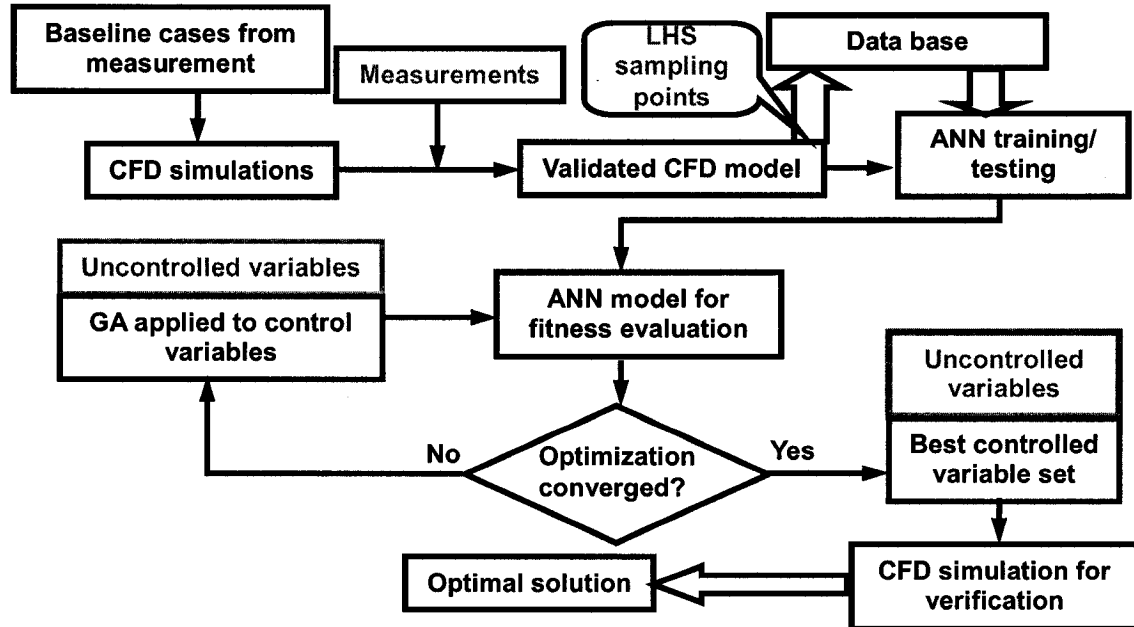 Baseline cases from
measurement
Measurements
LHS
sampling
points
Data base
CFD simulations
Validated CFD model
ANN training/
testing
Uncontrolled variables
GA applied to control
variables
ANN model for
fitness evaluation
Uncontrolled
variables
Best controlled
variable set
No
Optimization
converged?
Yes
Optimal solution
CFD simulation for
verification